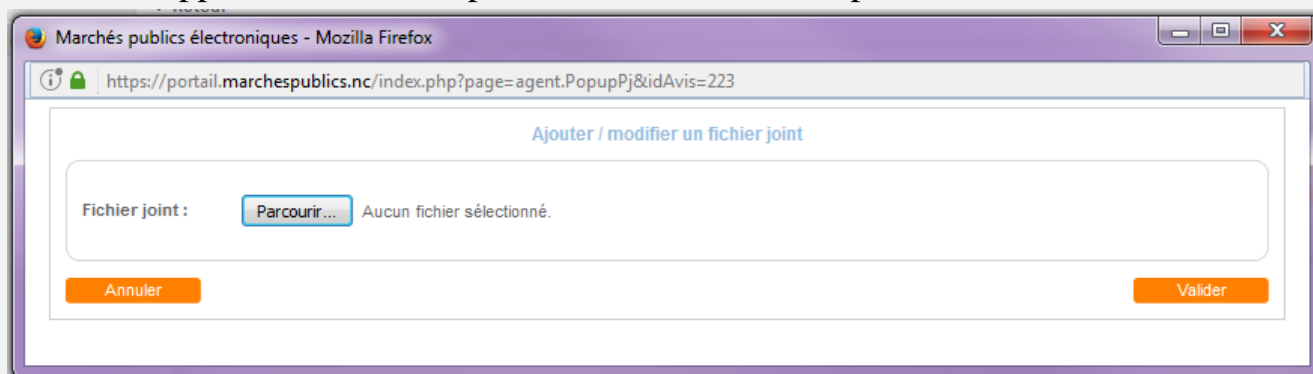 Marchés publics électroniques - Mozilla Firefox
https://portail.marchespublics.nc/index.php?page=agent.PopupPj&idAvis=223
Ajouter / modifier un fichier joint
Fichier joint : Parcourir... Aucun fichier sélectionné.
Annuler Valider